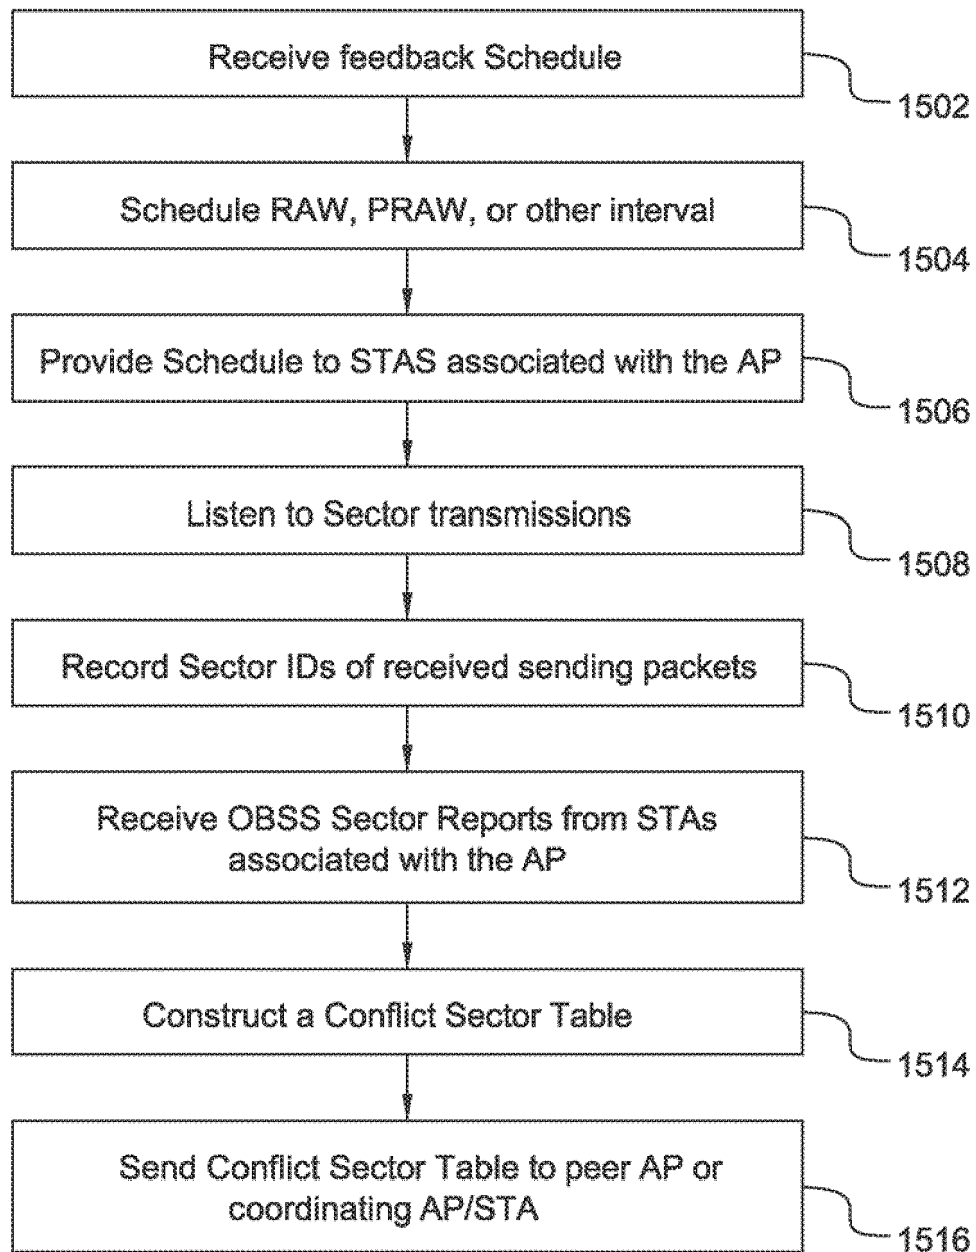 Receive feedback Schedule
1502
Schedule RAW, PRAW, or other interval
1504
Provide Schedule to STAS associated with the AP
1506
Listen to Sector transmissions
1508
Record Sector IDs of received sending packets
1510
Receive OBSS Sector Reports from STAs
associated with the AP
1512
Construct a Conflict Sector Table
1514
Send Conflict Sector Table to peer AP or
coordinating AP/STA
1516